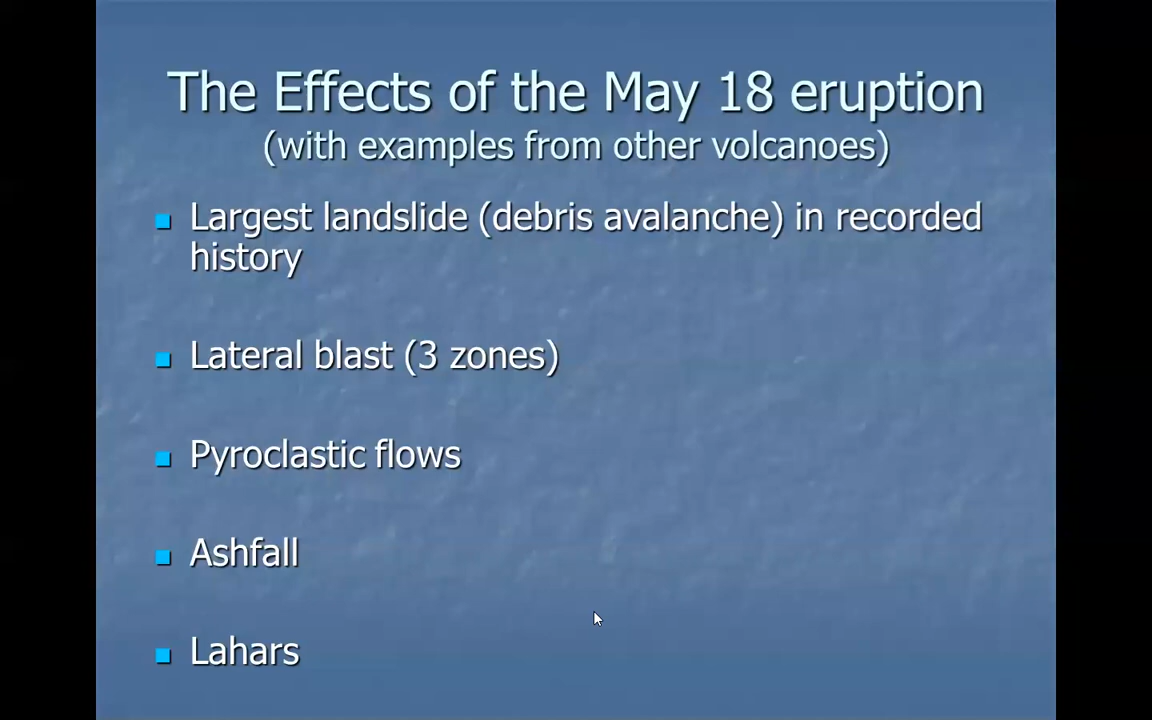 The Effects of the May 18 eruption
(with examples from other volcanoes)
Largest landslide (debris avalanche) in recorded
history
Lateral blast (3 zones)
Pyroclastic flows
Ashfall
Lahars